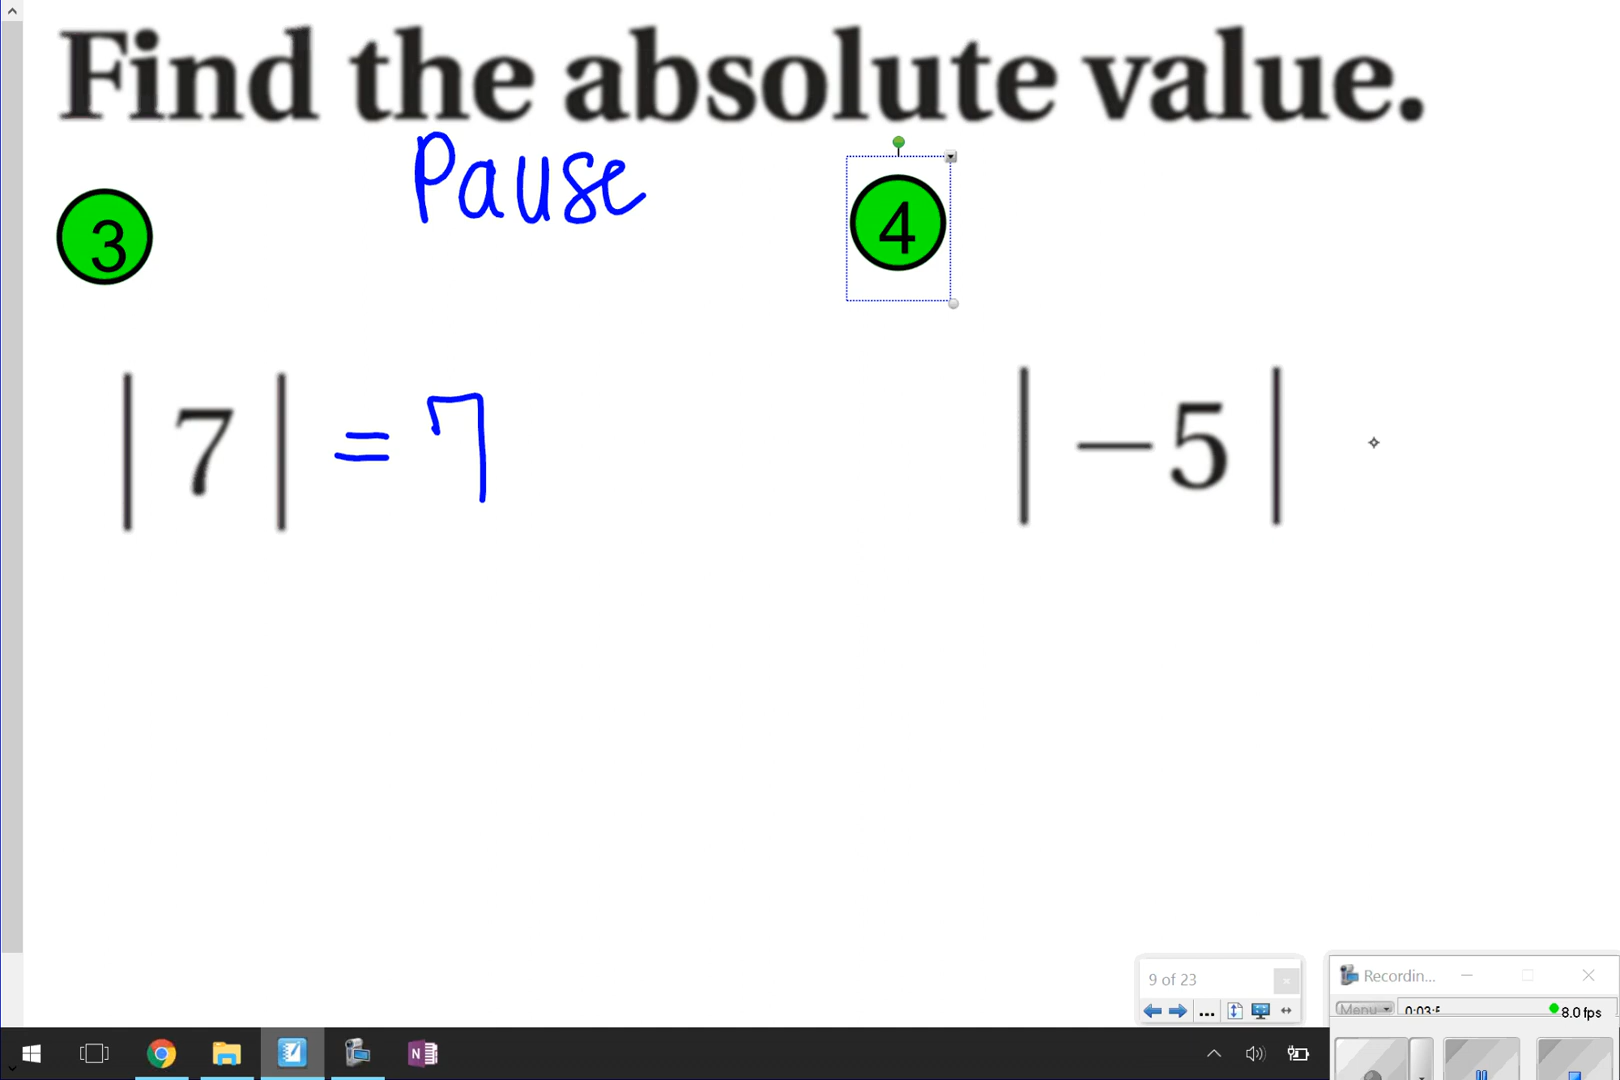 Find the absolute value.
Pause
3
4
| 7 | = 7
| −5 |
9 of 23
Recordin...
Menu
8.0 fps
N